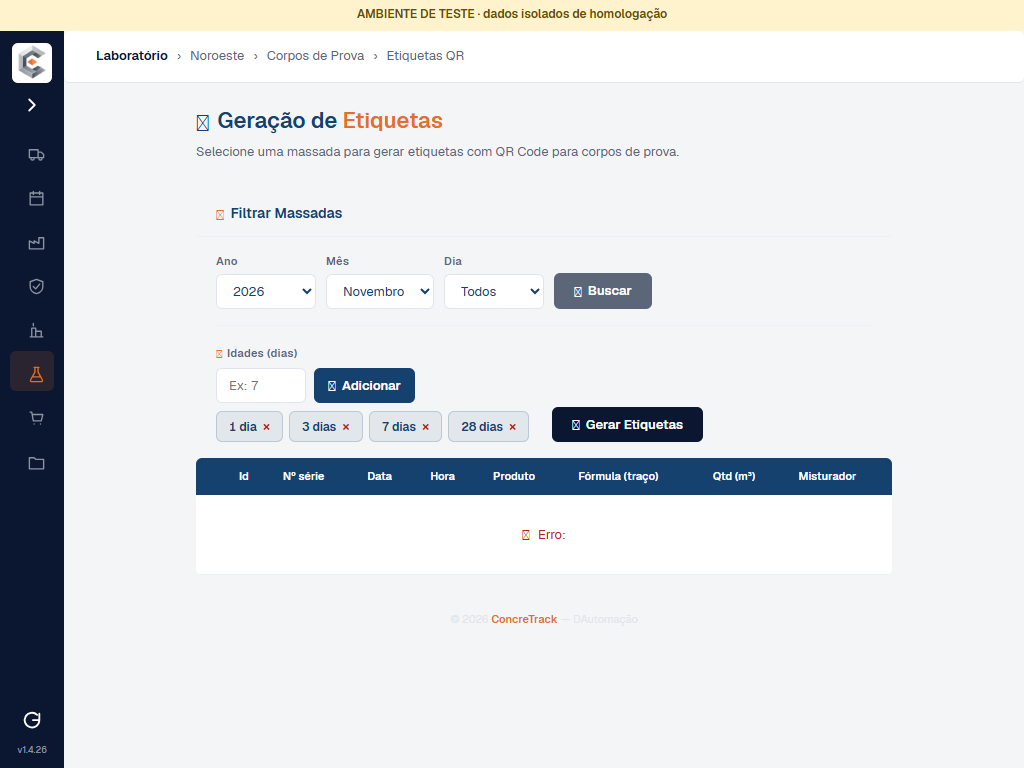 AMBIENTE DE TESTE · dados isolados de homologação
Laboratório › Noroeste › Corpos de Prova › Etiquetas QR
Geração de Etiquetas
Selecione uma massada para gerar etiquetas com QR Code para corpos de prova.
Filtrar Massadas
Ano Mês Dia
2026 Novembro Todos Buscar
Idades (dias)
Ex: 7 Adicionar
1 dia × 3 dias × 7 dias × 28 dias × Gerar Etiquetas
Id Nº série Data Hora Produto Fórmula (traço) Qtd (m³) Misturador
Erro:
© 2026 ConcreTrack — DAutomação
v1.4.26